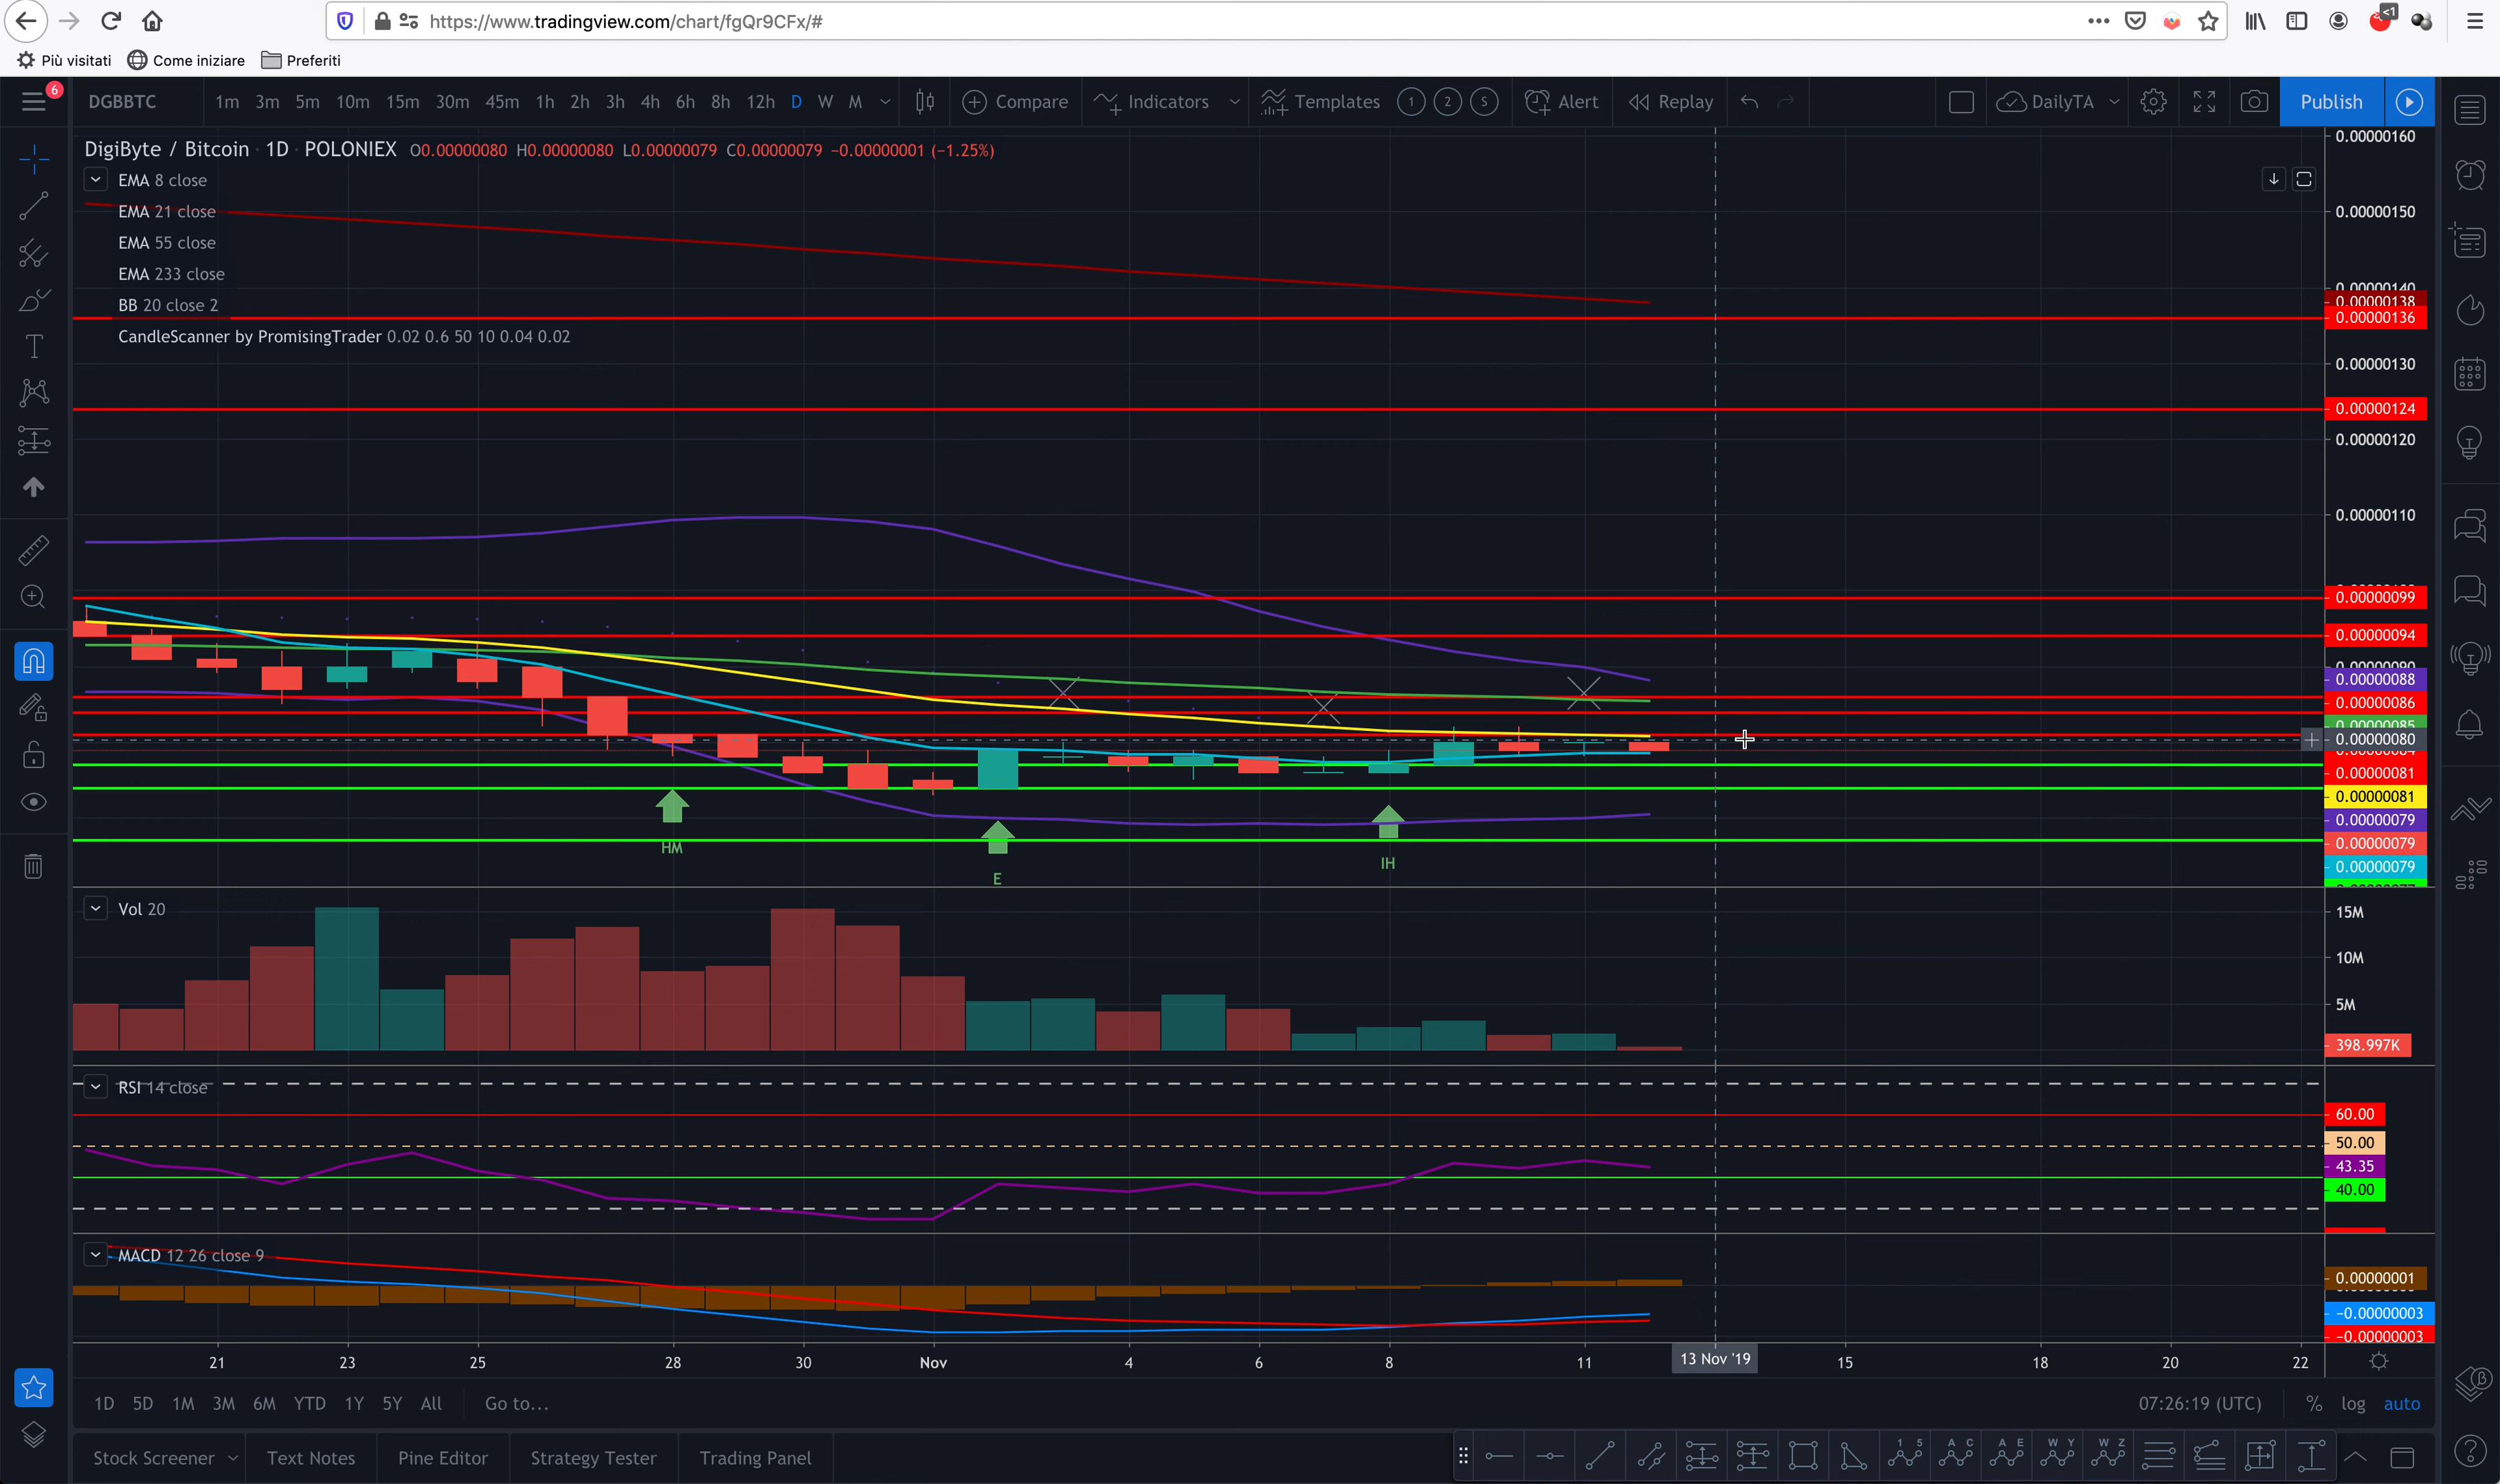 https://www.tradingview.com/chart/fgQr9CFx/#
<1
Più visitati Come iniziare Preferiti
6
DGBBTC 1m 3m 5m 10m 15m 30m 45m 1h 2h 3h 4h 6h 8h 12h D W M Compare Indicators Templates 1 2 S Alert Replay DailyTA Publish
DigiByte / Bitcoin · 1D · POLONIEX O0.00000080 H0.00000080 L0.00000079 C0.00000079 −0.00000001 (−1.25%)
EMA 8 close
EMA 21 close
EMA 55 close
EMA 233 close
BB 20 close 2
CandleScanner by PromisingTrader 0.02 0.6 50 10 0.04 0.02
0.00000160
0.00000150
0.00000140
0.00000138
0.00000136
0.00000130
0.00000124
0.00000120
0.00000110
0.00000099
0.00000094
0.00000090
0.00000088
0.00000086
0.00000085
0.00000080
0.00000081
0.00000081
0.00000079
0.00000079
0.00000079
HM
E
IH
Vol 20
15M
10M
5M
398.997K
RSI 14 close
60.00
50.00
43.35
40.00
MACD 12 26 close 9
0.00000001
−0.00000003
−0.00000003
21 23 25 28 30 Nov 4 6 8 11 13 Nov '19 15 18 20 22
1D 5D 1M 3M 6M YTD 1Y 5Y All Go to... 07:26:19 (UTC) % log auto
Stock Screener Text Notes Pine Editor Strategy Tester Trading Panel
1 5 A C A E W Y W Z
β